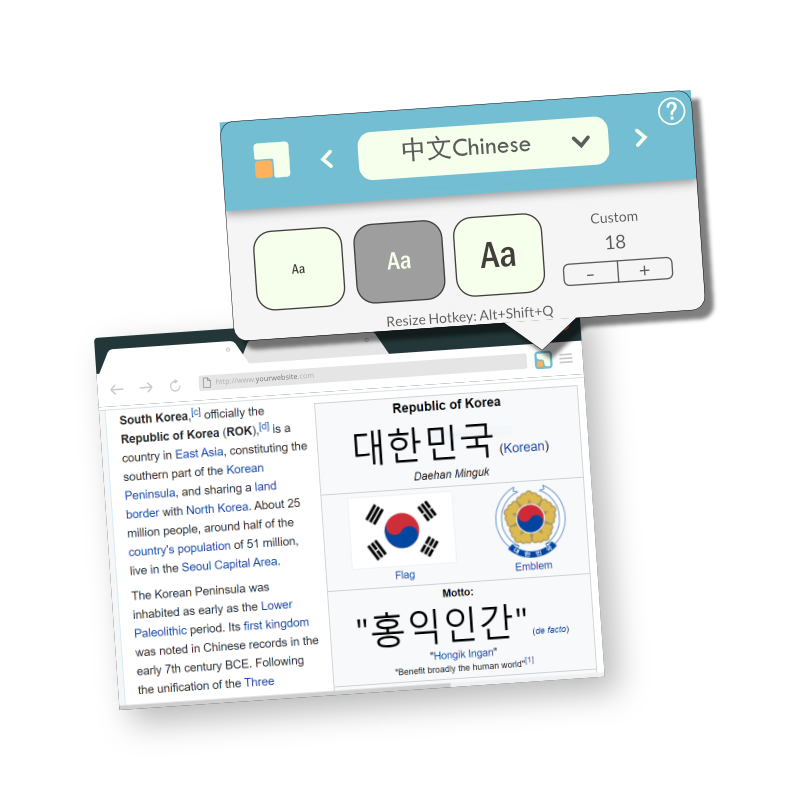 ?
中文Chinese
Aa
Aa
Aa
Custom
18
- +
Resize Hotkey: Alt+Shift+Q
http://www.yourwebsite.com
South Korea,[c] officially the
Republic of Korea (ROK),[d] is a
country in East Asia, constituting the
southern part of the Korean
Peninsula, and sharing a land
border with North Korea. About 25
million people, around half of the
country's population of 51 million,
live in the Seoul Capital Area.
The Korean Peninsula was
inhabited as early as the Lower
Paleolithic period. Its first kingdom
was noted in Chinese records in the
early 7th century BCE. Following
the unification of the Three
Republic of Korea
대한민국 (Korean)
Daehan Minguk
Flag
Emblem
Motto:
"홍익인간" (de facto)
"Hongik Ingan"
"Benefit broadly the human world"[1]